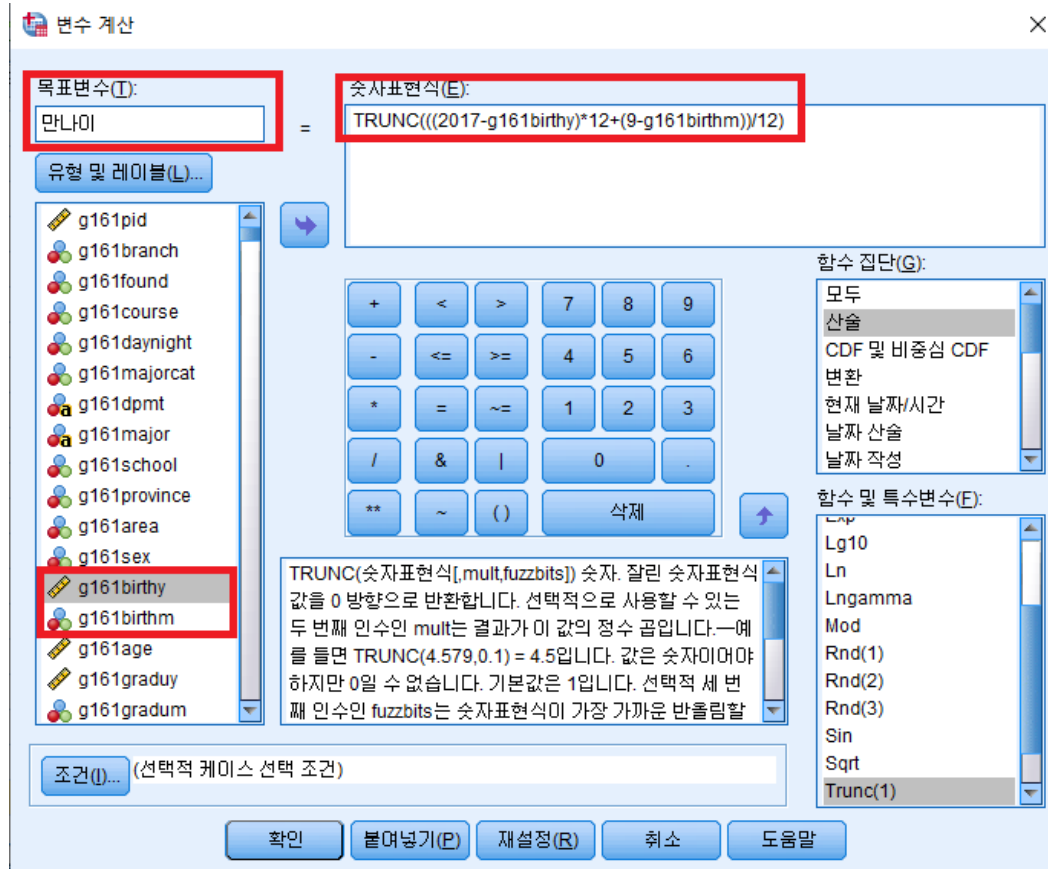 변수 계산
목표변수(T):
만나이
=
숫자표현식(E):
TRUNC(((2017-g161birthy)*12+(9-g161birthm))/12)
유형 및 레이블(L)...
g161pid
g161branch
g161found
g161course
g161daynight
g161majorcat
g161dpmt
g161major
g161school
g161province
g161area
g161sex
g161birthy
g161birthm
g161age
g161graduy
g161gradum
+ < > 7 8 9
- <= >= 4 5 6
* = ~= 1 2 3
/ & | 0 .
** ~ ( ) 삭제
TRUNC(숫자표현식[,mult,fuzzbits]) 숫자. 잘린 숫자표현식
값을 0 방향으로 반환합니다. 선택적으로 사용할 수 있는
두 번째 인수인 mult는 결과가 이 값의 정수 곱입니다.—예
를 들면 TRUNC(4.579,0.1) = 4.5입니다. 값은 숫자이어야
하지만 0일 수 없습니다. 기본값은 1입니다. 선택적 세 번
째 인수인 fuzzbits는 숫자표현식이 가장 가까운 반올림할
함수 집단(G):
모두
산술
CDF 및 비중심 CDF
변환
현재 날짜/시간
날짜 산술
날짜 작성
함수 및 특수변수(F):
Exp
Lg10
Ln
Lngamma
Mod
Rnd(1)
Rnd(2)
Rnd(3)
Sin
Sqrt
Trunc(1)
조건(I)... (선택적 케이스 선택 조건)
확인 붙여넣기(P) 재설정(R) 취소 도움말